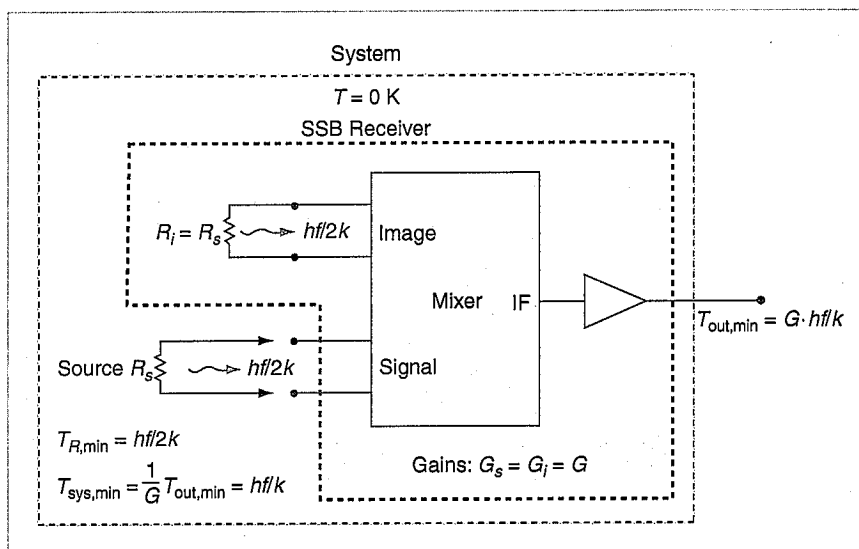 System
T = 0 K
SSB Receiver
R_i = R_s
hf/2k
Image
Mixer
IF
T_out,min = G·hf/k
Source R_s
hf/2k
Signal
T_R,min = hf/2k
T_sys,min = 1/G T_out,min = hf/k
Gains: G_s = G_i = G